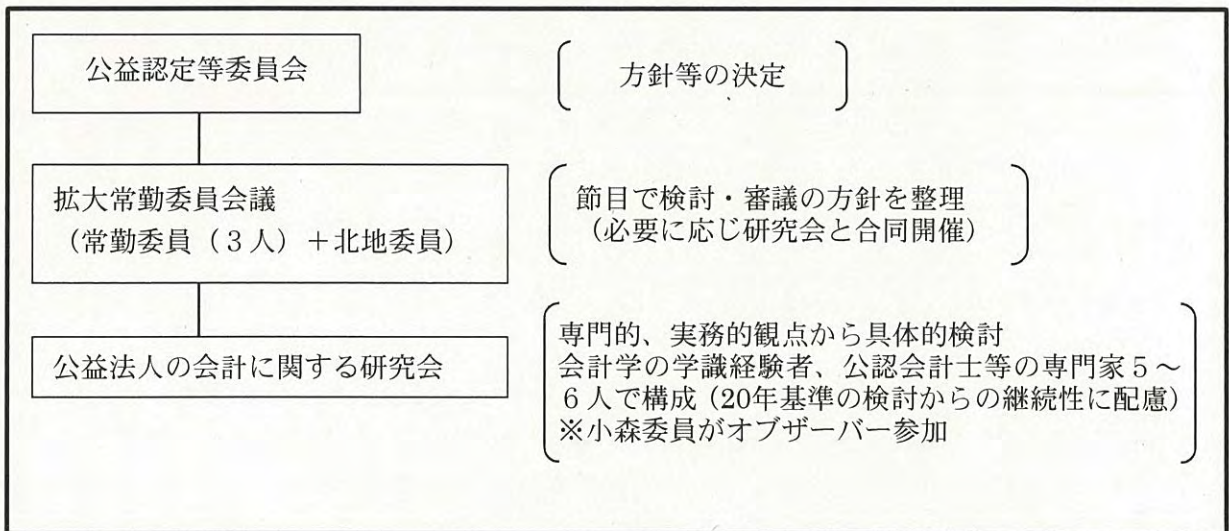 公益認定等委員会
方針等の決定
拡大常勤委員会議
（常勤委員（３人）＋北地委員）
節目で検討・審議の方針を整理
（必要に応じ研究会と合同開催）
公益法人の会計に関する研究会
専門的、実務的観点から具体的検討
会計学の学識経験者、公認会計士等の専門家５～
６人で構成（20年基準の検討からの継続性に配慮）
※小森委員がオブザーバー参加